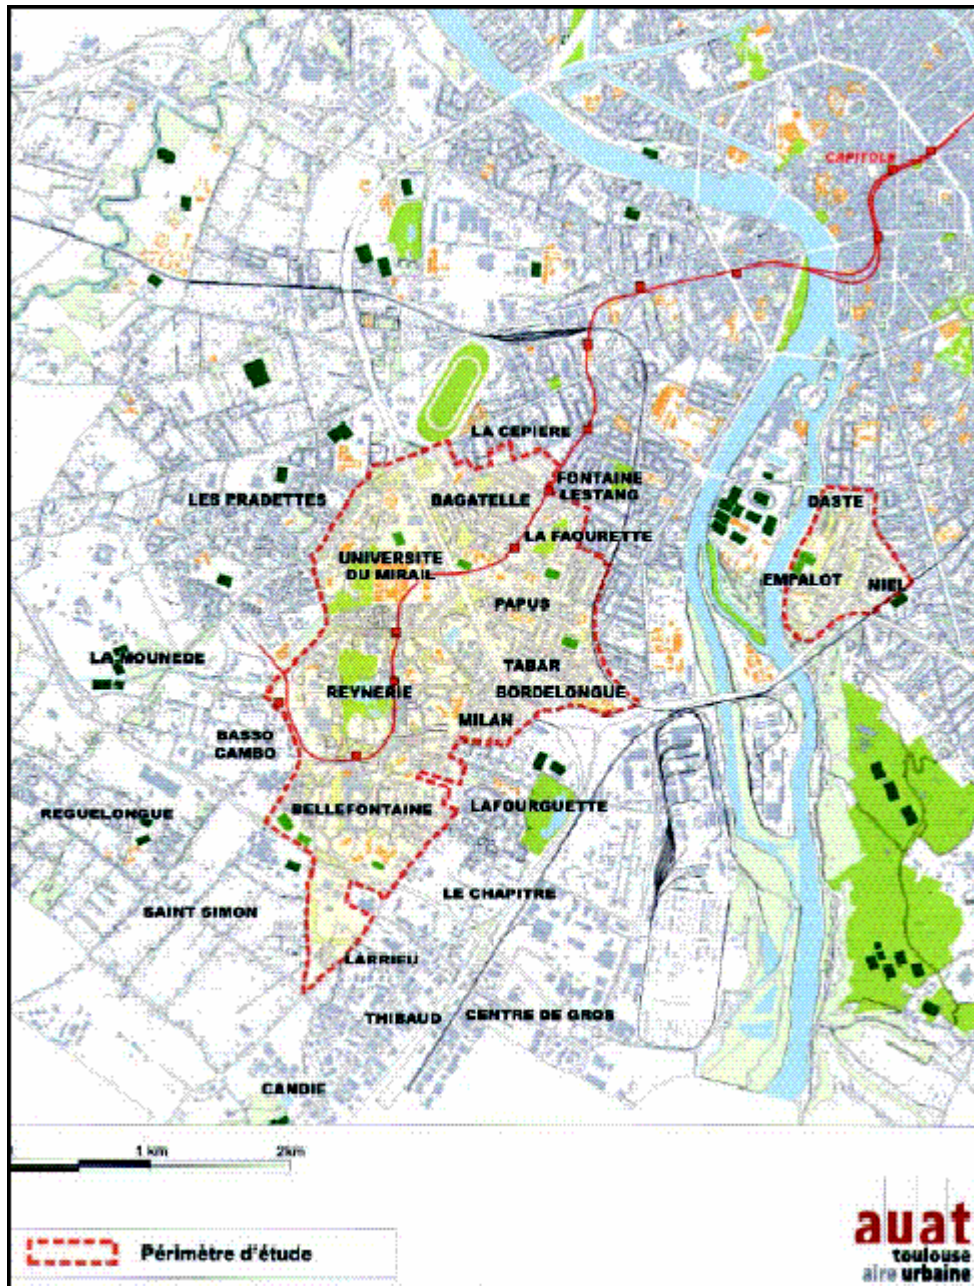 CAPITOLE
LA CEPIERE
FONTAINE
LESTANG
LES PRADETTES
BAGATELLE
DASTE
LA FAOURETTE
UNIVERSITE
DU MIRAIL
EMPALOT
NIEL
PAPUS
LA MOUNEDE
TABAR
REYNERIE
BORDELONGUE
MILAN
BASSO
CAMBO
REGUELONGUE
BELLEFONTAINE
LAFOURGUETTE
LE CHAPITRE
SAINT SIMON
LARRIEU
THIBAUD
CENTRE DE GROS
CANDIE
1 km
2km
Périmètre d'étude
auat
toulouse
aire urbaine